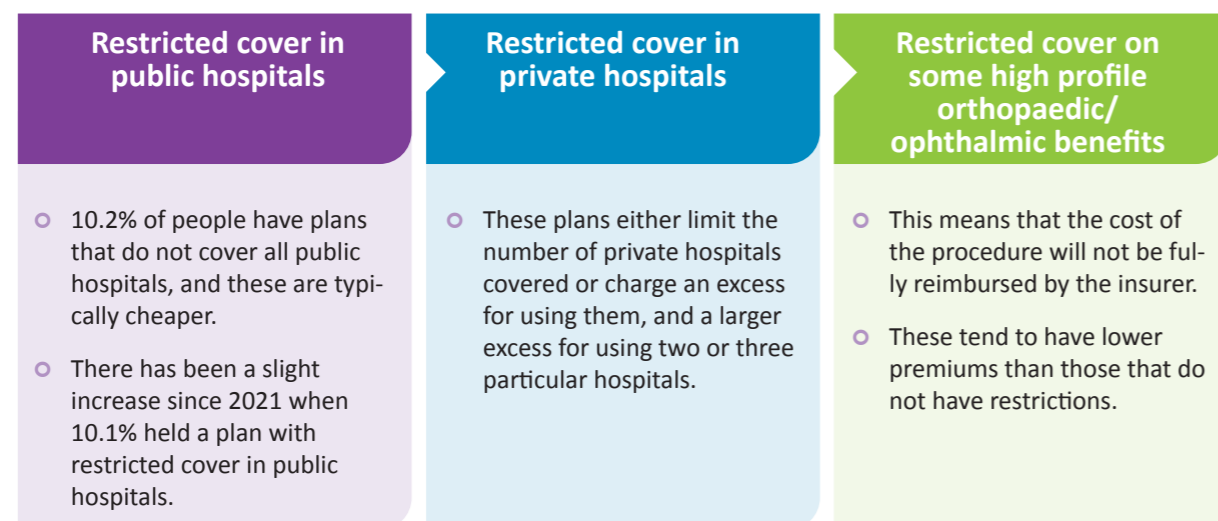 Restricted cover in
public hospitals
10.2% of people have plans
that do not cover all public
hospitals, and these are typi-
cally cheaper.
There has been a slight
increase since 2021 when
10.1% held a plan with
restricted cover in public
hospitals.
Restricted cover in
private hospitals
These plans either limit the
number of private hospitals
covered or charge an excess
for using them, and a larger
excess for using two or three
particular hospitals.
Restricted cover on
some high profile
orthopaedic/
ophthalmic benefits
This means that the cost of
the procedure will not be ful-
ly reimbursed by the insurer.
These tend to have lower
premiums than those that do
not have restrictions.